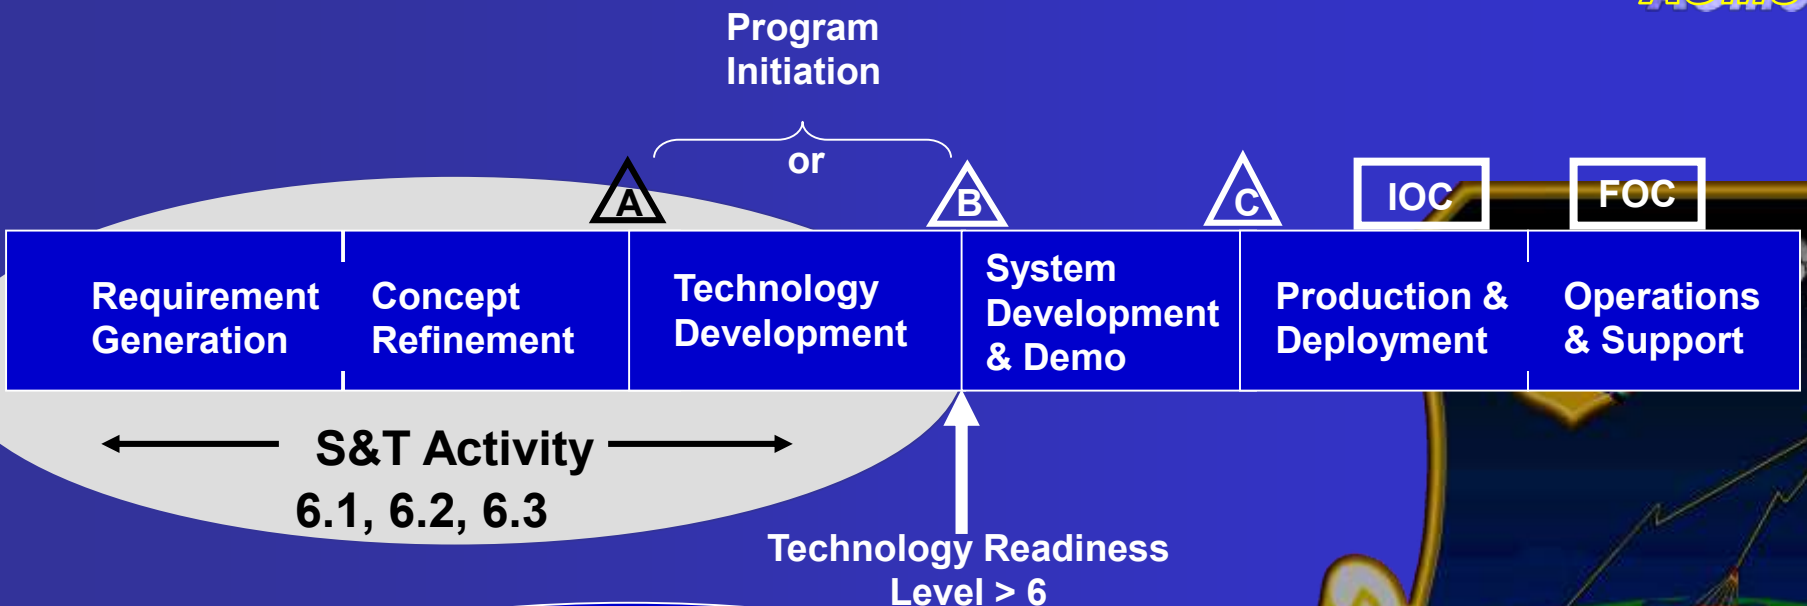 Program
Initiation
or
A
B
C
IOC
FOC
Requirement
Generation
Concept
Refinement
Technology
Development
System
Development
& Demo
Production &
Deployment
Operations
& Support
S&T Activity
6.1, 6.2, 6.3
Technology Readiness
Level > 6